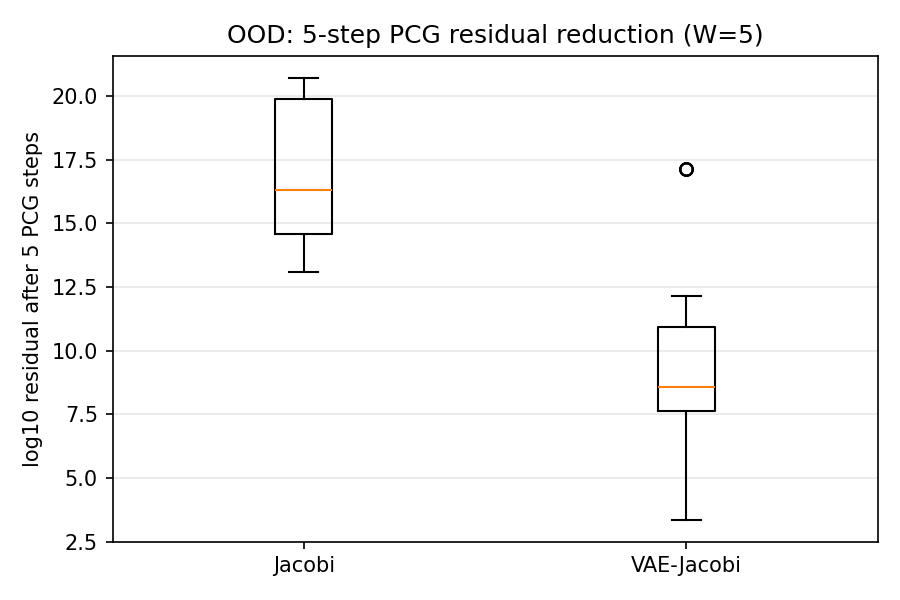 OOD: 5-step PCG residual reduction (W=5)
log10 residual after 5 PCG steps
20.0
17.5
15.0
12.5
10.0
7.5
5.0
2.5
Jacobi
VAE-Jacobi